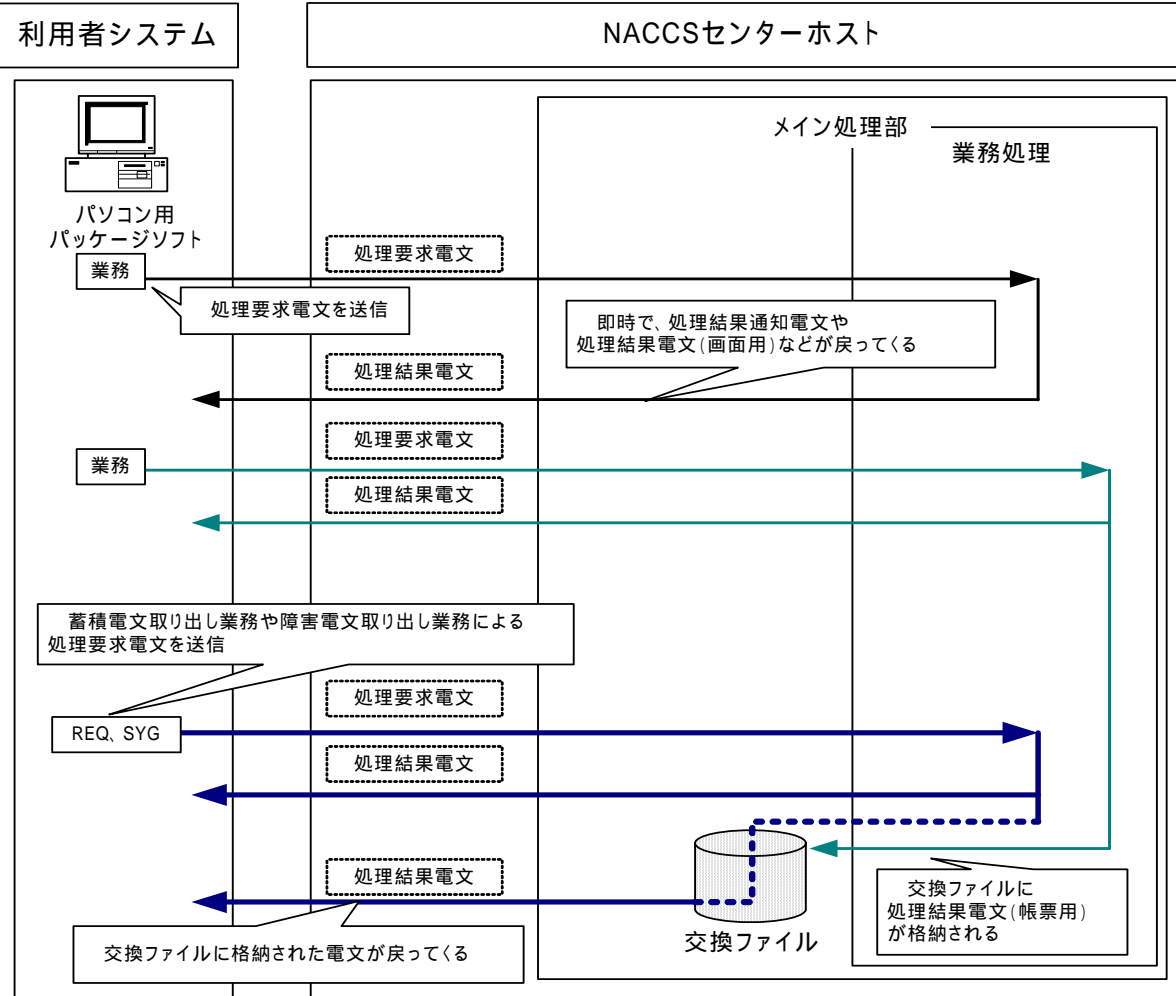 利用者システム
NACCSセンターホスト
メイン処理部
業務処理
パソコン用
パッケージソフト
処理要求電文
業務
処理要求電文を送信
即時で、処理結果通知電文や
処理結果電文(画面用)などが戻ってくる
処理結果電文
処理要求電文
業務
処理結果電文
蓄積電文取り出し業務や障害電文取り出し業務による
処理要求電文を送信
処理要求電文
REQ、SYG
処理結果電文
処理結果電文
交換ファイルに
処理結果電文(帳票用)
が格納される
交換ファイル
交換ファイルに格納された電文が戻ってくる